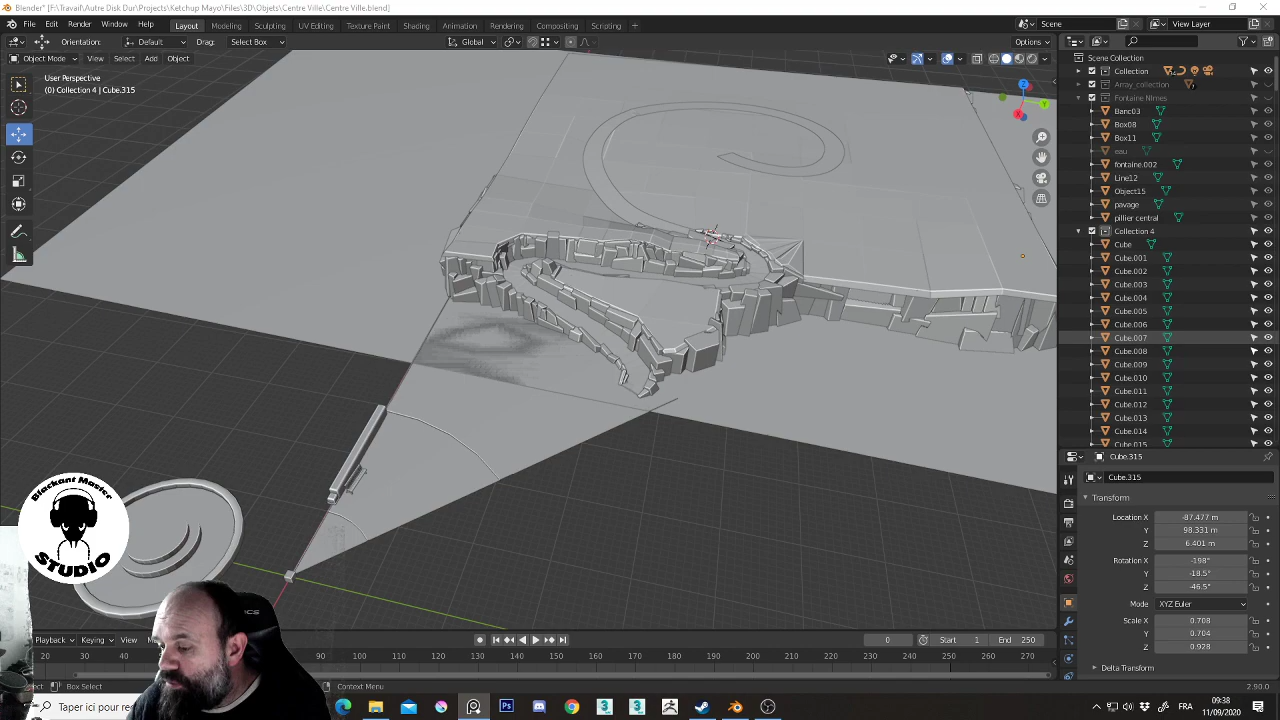 Blender* [F:\Travail\Autre Disk Dur\Projects\Ketchup Mayo\Files\3D\Objets\Centre Ville\Centre Ville.blend]
File Edit Render Window Help Layout Modeling Sculpting UV Editing Texture Paint Shading Animation Rendering Compositing Scripting + Scene View Layer
Orientation: Default Drag: Select Box Global Options
Object Mode View Select Add Object
User Perspective
(0) Collection 4 | Cube.315
Scene Collection
Collection
Array_collection
Fontaine Nîmes
Banc03
Box08
Box11
eau
fontaine.002
Line12
Object15
pavage
pillier central
Collection 4
Cube
Cube.001
Cube.002
Cube.003
Cube.004
Cube.005
Cube.006
Cube.007
Cube.008
Cube.009
Cube.010
Cube.011
Cube.012
Cube.013
Cube.014
Cube.015
Cube.315
Cube.315
Transform
Location X -87.477 m
Y 98.331 m
Z 6.401 m
Rotation X -198°
Y -18.5°
Z -46.5°
Mode XYZ Euler
Scale X 0.708
Y 0.704
Z 0.928
Delta Transform
Blackant Master
STUDIO
Playback Keying View
0 Start 1 End 250
20 30 40 90 100 110 120 130 140 150 160 170 180 190 200 210 220 230 240 250 260 270
Box Select Context Menu 2.90.0
Taper ici pour re
FRA
09:38
11/09/2020